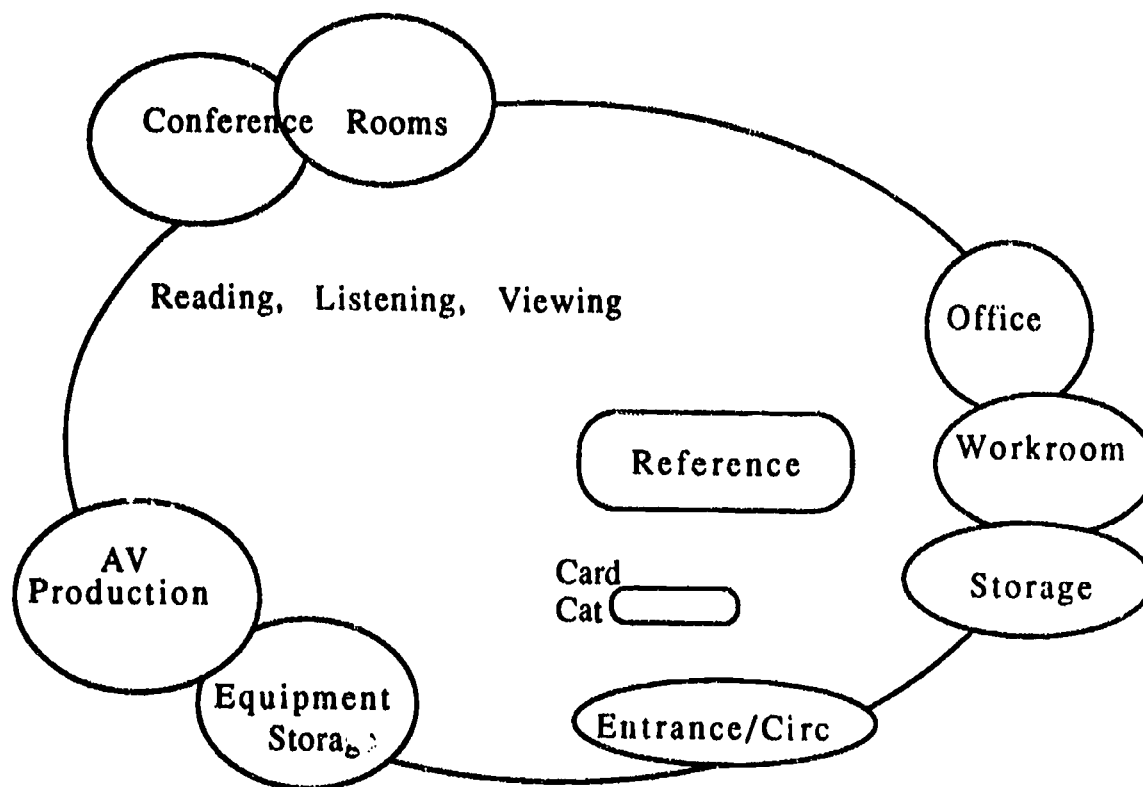 Conference Rooms
Reading, Listening, Viewing
Office
Reference
Workroom
AV
Production
Card
Cat
Storage
Equipment
Entrance/Circ